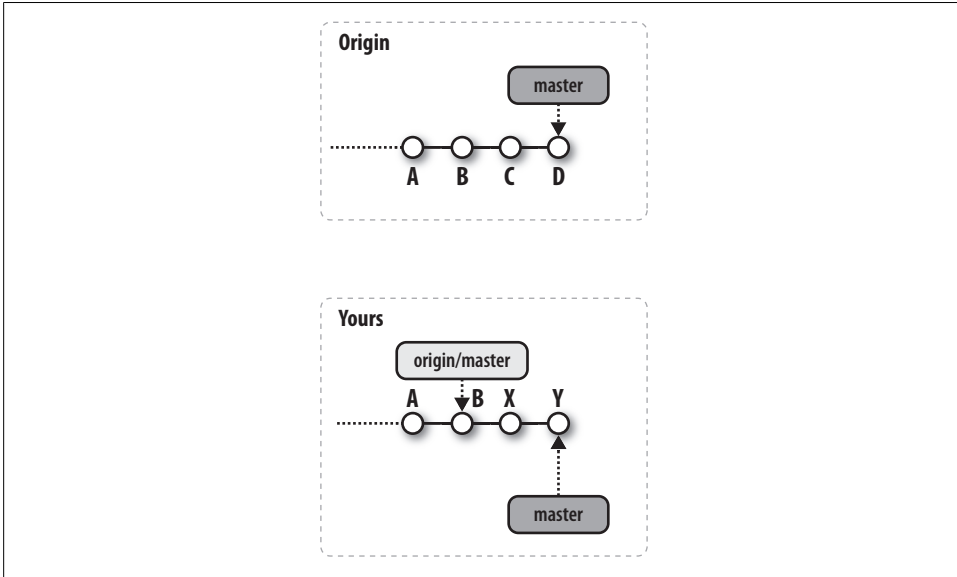 Origin
master
A B C D
Yours
origin/master
A B X Y
master